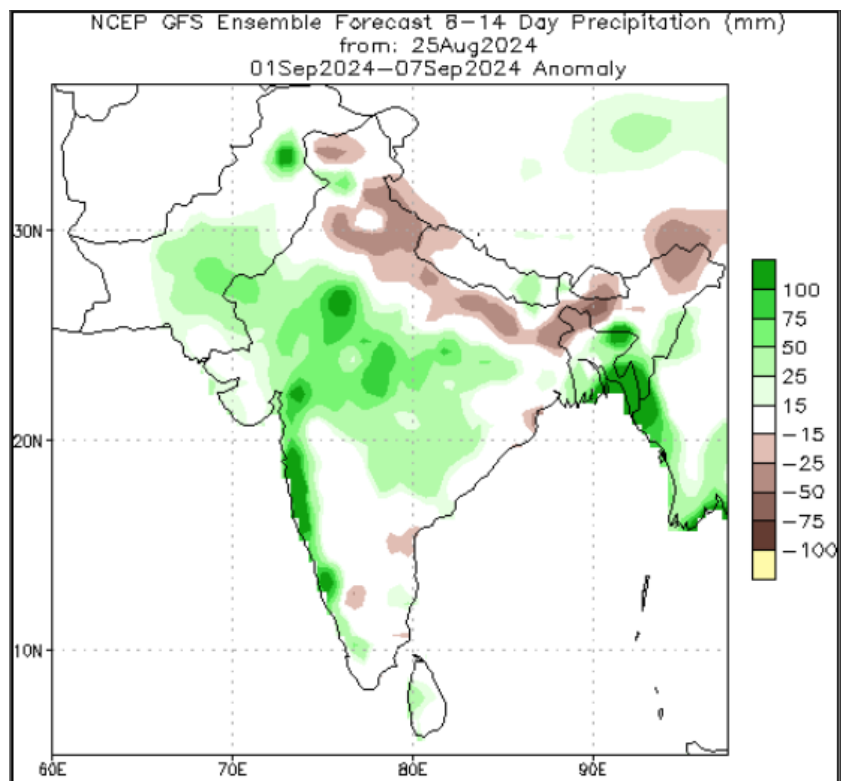 NCEP GFS Ensemble Forecast 8-14 Day Precipitation (mm)
from: 25Aug2024
01Sep2024-07Sep2024 Anomaly
30N
20N
10N
60E 70E 80E 90E
100
75
50
25
15
-15
-25
-50
-75
-100